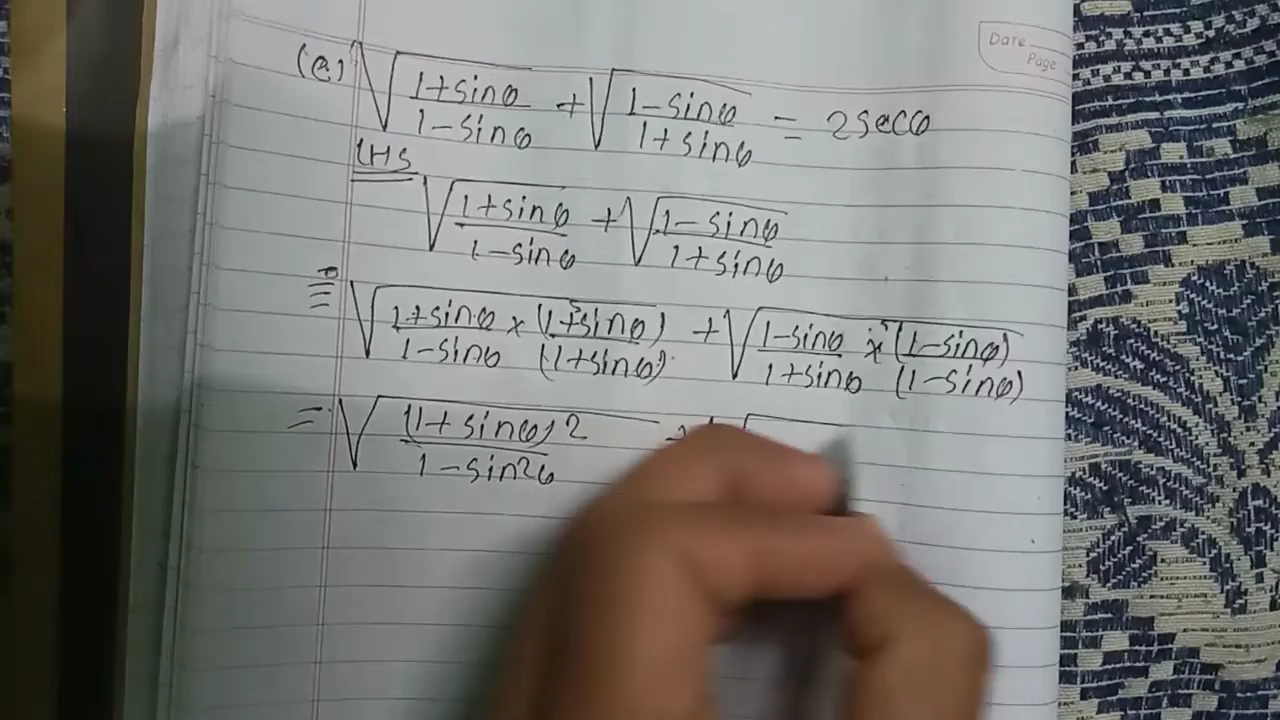 Date
Page
(e) √(1+sinθ)/(1-sinθ) + √(1-sinθ)/(1+sinθ) = 2secθ
LHS
√(1+sinθ)/(1-sinθ) + √(1-sinθ)/(1+sinθ)
= √(1+sinθ)/(1-sinθ) × (1+sinθ)/(1+sinθ) + √(1-sinθ)/(1+sinθ) × (1-sinθ)/(1-sinθ)
= √(1+sinθ)²/(1-sin²θ) + √